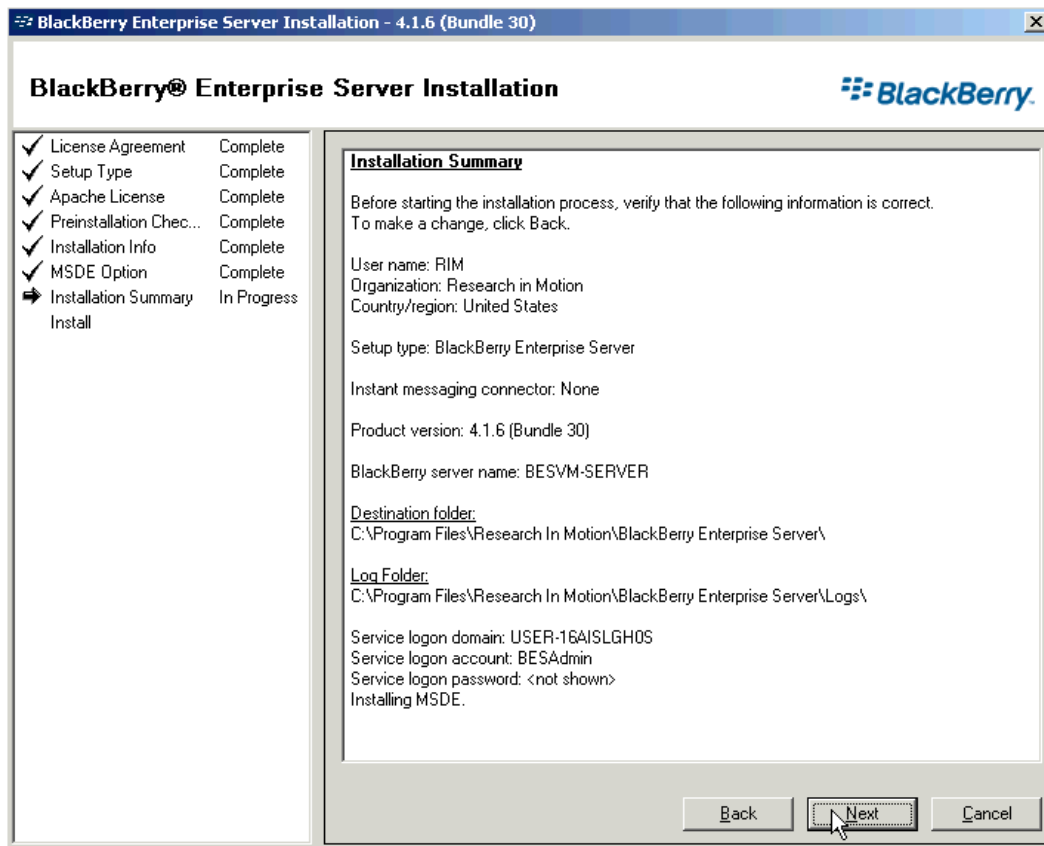 BlackBerry Enterprise Server Installation - 4.1.6 (Bundle 30)
BlackBerry® Enterprise Server Installation
BlackBerry.
License Agreement Complete
Setup Type Complete
Apache License Complete
Preinstallation Chec... Complete
Installation Info Complete
MSDE Option Complete
Installation Summary In Progress
Install
Installation Summary
Before starting the installation process, verify that the following information is correct.
To make a change, click Back.
User name: RIM
Organization: Research in Motion
Country/region: United States
Setup type: BlackBerry Enterprise Server
Instant messaging connector: None
Product version: 4.1.6 (Bundle 30)
BlackBerry server name: BESVM-SERVER
Destination folder:
C:\Program Files\Research In Motion\BlackBerry Enterprise Server\
Log Folder:
C:\Program Files\Research In Motion\BlackBerry Enterprise Server\Logs\
Service logon domain: USER-16AISLGH0S
Service logon account: BESAdmin
Service logon password: <not shown>
Installing MSDE.
Back Next Cancel